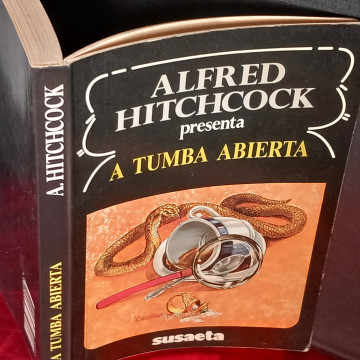 ALFRED
HITCHCOCK
presenta
A TUMBA ABIERTA
susaeta
A. HITCHCOCK
A TUMBA ABIERTA